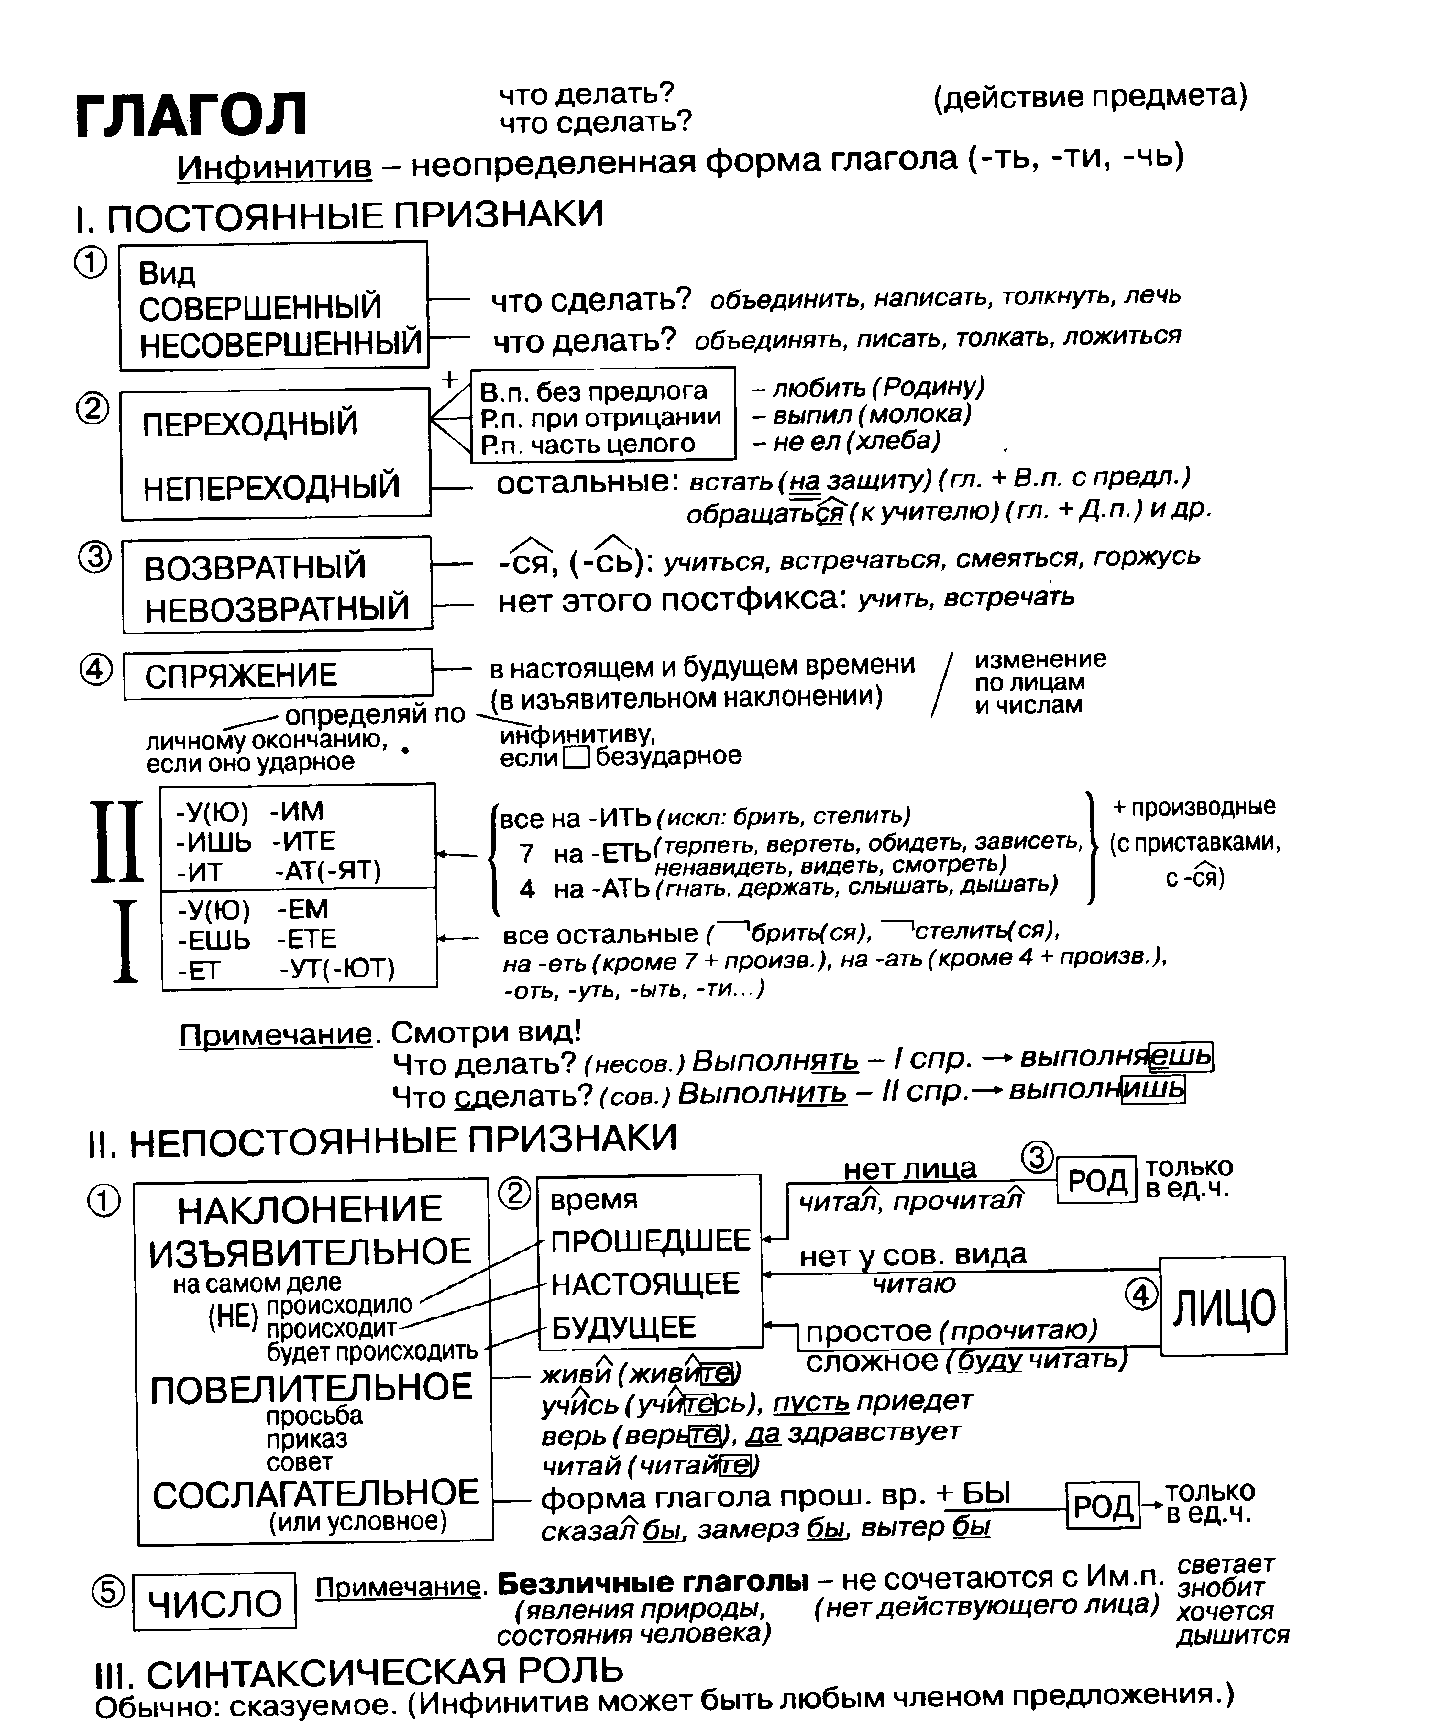 ГЛАГОЛ что делать? (действие предмета)
что сделать?
Инфинитив – неопределенная форма глагола (-ть, -ти, -чь)
I. ПОСТОЯННЫЕ ПРИЗНАКИ
1 Вид
СОВЕРШЕННЫЙ что сделать? объединить, написать, толкнуть, лечь
НЕСОВЕРШЕННЫЙ что делать? объединять, писать, толкать, ложиться
2 ПЕРЕХОДНЫЙ + В.п. без предлога – любить (Родину)
Р.п. при отрицании – выпил (молока)
Р.п. часть целого – не ел (хлеба)
НЕПЕРЕХОДНЫЙ остальные: встать (на защиту) (гл. + В.п. с предл.)
обращаться (к учителю) (гл. + Д.п.) и др.
3 ВОЗВРАТНЫЙ -ся, (-сь): учиться, встречаться, смеяться, горжусь
НЕВОЗВРАТНЫЙ нет этого постфикса: учить, встречать
4 СПРЯЖЕНИЕ в настоящем и будущем времени / изменение
(в изъявительном наклонении) по лицам
и числам
определяй по
личному окончанию, инфинитиву,
если оно ударное если □ безударное
II -У(Ю) -ИМ все на -ИТЬ (искл: брить, стелить) + производные
-ИШЬ -ИТЕ 7 на -ЕТЬ (терпеть, вертеть, обидеть, зависеть, (с приставками,
ненавидеть, видеть, смотреть)
-ИТ -АТ(-ЯТ) 4 на -АТЬ (гнать, держать, слышать, дышать) с -ся)
I -У(Ю) -ЕМ
-ЕШЬ -ЕТЕ все остальные (¬брить(ся), ¬стелить(ся),
-ЕТ -УТ(-ЮТ) на -еть (кроме 7 + произв.), на -ать (кроме 4 + произв.),
-оть, -уть, -ыть, -ти...)
Примечание. Смотри вид!
Что делать? (несов.) Выполнять – I спр. → выполняешь
Что сделать? (сов.) Выполнить – II спр. → выполнишь
II. НЕПОСТОЯННЫЕ ПРИЗНАКИ
1 НАКЛОНЕНИЕ
ИЗЪЯВИТЕЛЬНОЕ
на самом деле
(НЕ) происходило
происходит
будет происходить
2 время
ПРОШЕДШЕЕ
НАСТОЯЩЕЕ
БУДУЩЕЕ
нет лица 3 РОД только
читал, прочитал в ед.ч.
нет у сов. вида
читаю
4 ЛИЦО
простое (прочитаю)
сложное (буду читать)
ПОВЕЛИТЕЛЬНОЕ живи (живите)
просьба учись (учитесь), пусть приедет
приказ верь (верьте), да здравствует
совет читай (читайте)
СОСЛАГАТЕЛЬНОЕ форма глагола прош. вр. + БЫ РОД → только
(или условное) сказал бы, замерз бы, вытер бы в ед.ч.
5 ЧИСЛО Примечание. Безличные глаголы – не сочетаются с Им.п. светает
(явления природы, (нет действующего лица) знобит
состояния человека) хочется
дышится
III. СИНТАКСИЧЕСКАЯ РОЛЬ
Обычно: сказуемое. (Инфинитив может быть любым членом предложения.)